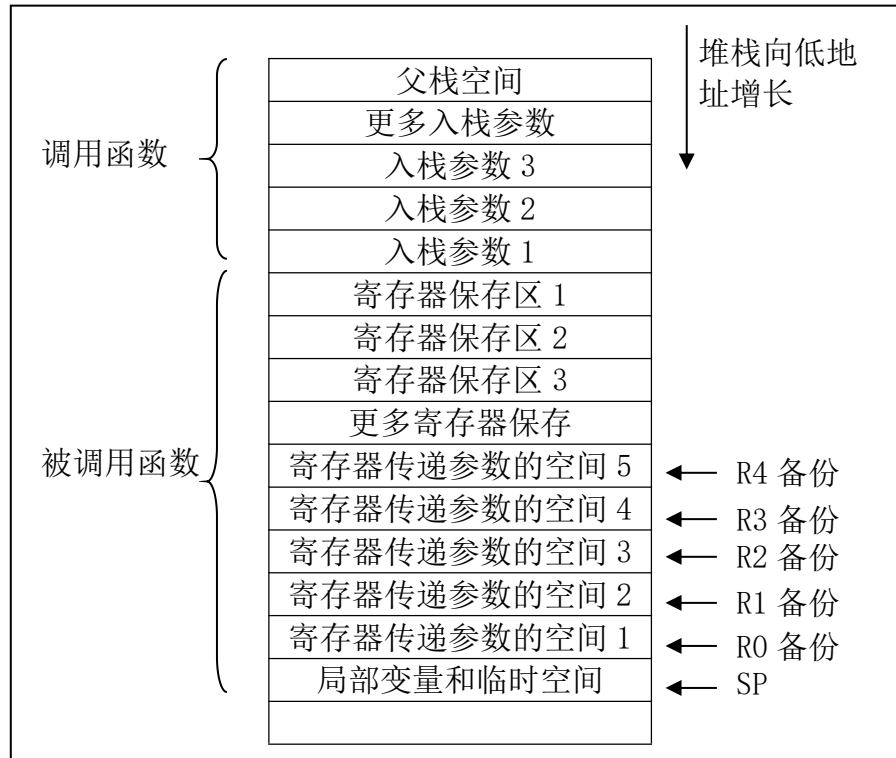 堆栈向低地
址增长
父栈空间
更多入栈参数
调用函数
入栈参数 3
入栈参数 2
入栈参数 1
寄存器保存区 1
寄存器保存区 2
寄存器保存区 3
更多寄存器保存
被调用函数
寄存器传递参数的空间 5
R4 备份
寄存器传递参数的空间 4
R3 备份
寄存器传递参数的空间 3
R2 备份
寄存器传递参数的空间 2
R1 备份
寄存器传递参数的空间 1
R0 备份
局部变量和临时空间
SP